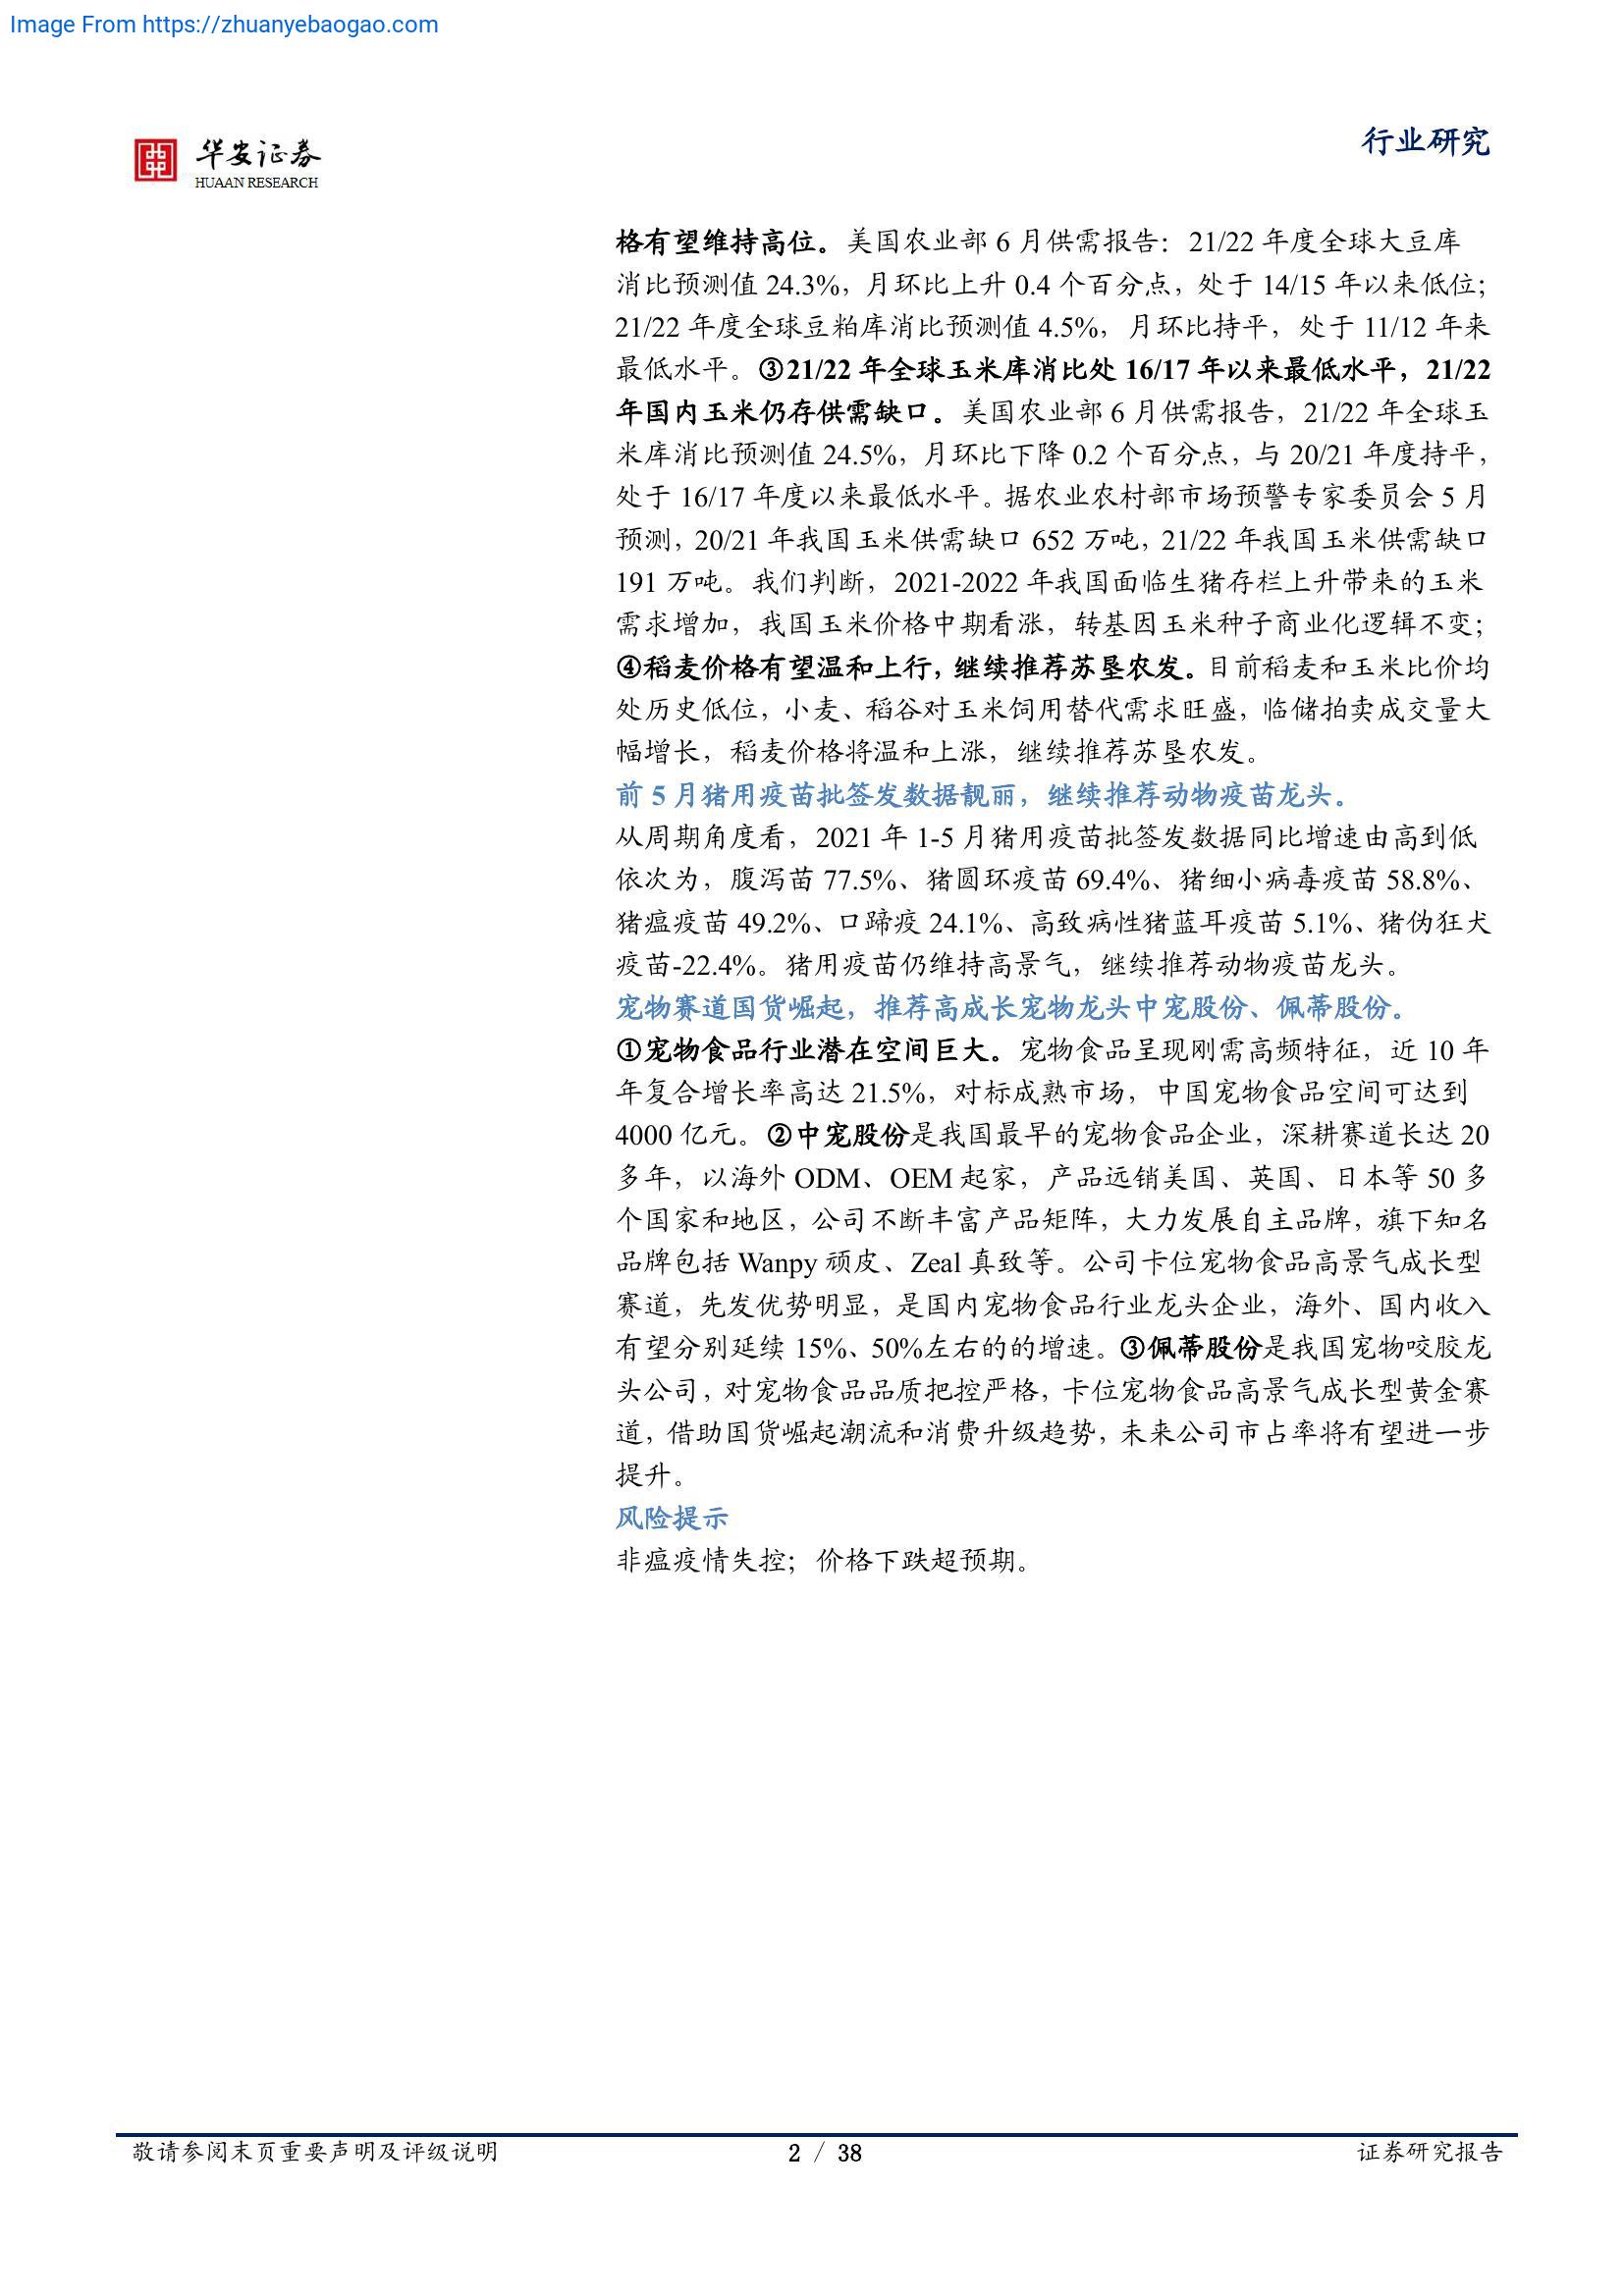 Image From https://zhuanyebaogao.com
华安证券
HUAAN RESEARCH
行业研究
格有望维持高位。美国农业部 6 月供需报告：21/22 年度全球大豆库
消比预测值 24.3%，月环比上升 0.4 个百分点，处于 14/15 年以来低位；
21/22 年度全球豆粕库消比预测值 4.5%，月环比持平，处于 11/12 年来
最低水平。③21/22 年全球玉米库消比处 16/17 年以来最低水平，21/22
年国内玉米仍存供需缺口。美国农业部 6 月供需报告，21/22 年全球玉
米库消比预测值 24.5%，月环比下降 0.2 个百分点，与 20/21 年度持平，
处于 16/17 年度以来最低水平。据农业农村部市场预警专家委员会 5 月
预测，20/21 年我国玉米供需缺口 652 万吨，21/22 年我国玉米供需缺口
191 万吨。我们判断，2021-2022 年我国面临生猪存栏上升带来的玉米
需求增加，我国玉米价格中期看涨，转基因玉米种子商业化逻辑不变；
④稻麦价格有望温和上行，继续推荐苏垦农发。目前稻麦和玉米比价均
处历史低位，小麦、稻谷对玉米饲用替代需求旺盛，临储拍卖成交量大
幅增长，稻麦价格将温和上涨，继续推荐苏垦农发。
前 5 月猪用疫苗批签发数据靓丽，继续推荐动物疫苗龙头。
从周期角度看，2021 年 1-5 月猪用疫苗批签发数据同比增速由高到低
依次为，腹泻苗 77.5%、猪圆环疫苗 69.4%、猪细小病毒疫苗 58.8%、
猪瘟疫苗 49.2%、口蹄疫 24.1%、高致病性猪蓝耳疫苗 5.1%、猪伪狂犬
疫苗-22.4%。猪用疫苗仍维持高景气，继续推荐动物疫苗龙头。
宠物赛道国货崛起，推荐高成长宠物龙头中宠股份、佩蒂股份。
①宠物食品行业潜在空间巨大。宠物食品呈现刚需高频特征，近 10 年
年复合增长率高达 21.5%，对标成熟市场，中国宠物食品空间可达到
4000 亿元。②中宠股份是我国最早的宠物食品企业，深耕赛道长达 20
多年，以海外 ODM、OEM 起家，产品远销美国、英国、日本等 50 多
个国家和地区，公司不断丰富产品矩阵，大力发展自主品牌，旗下知名
品牌包括 Wanpy 顽皮、Zeal 真致等。公司卡位宠物食品高景气成长型
赛道，先发优势明显，是国内宠物食品行业龙头企业，海外、国内收入
有望分别延续 15%、50%左右的的增速。③佩蒂股份是我国宠物咬胶龙
头公司，对宠物食品品质把控严格，卡位宠物食品高景气成长型黄金赛
道，借助国货崛起潮流和消费升级趋势，未来公司市占率将有望进一步
提升。
风险提示
非瘟疫情失控；价格下跌超预期。
敬请参阅末页重要声明及评级说明
2 / 38
证券研究报告